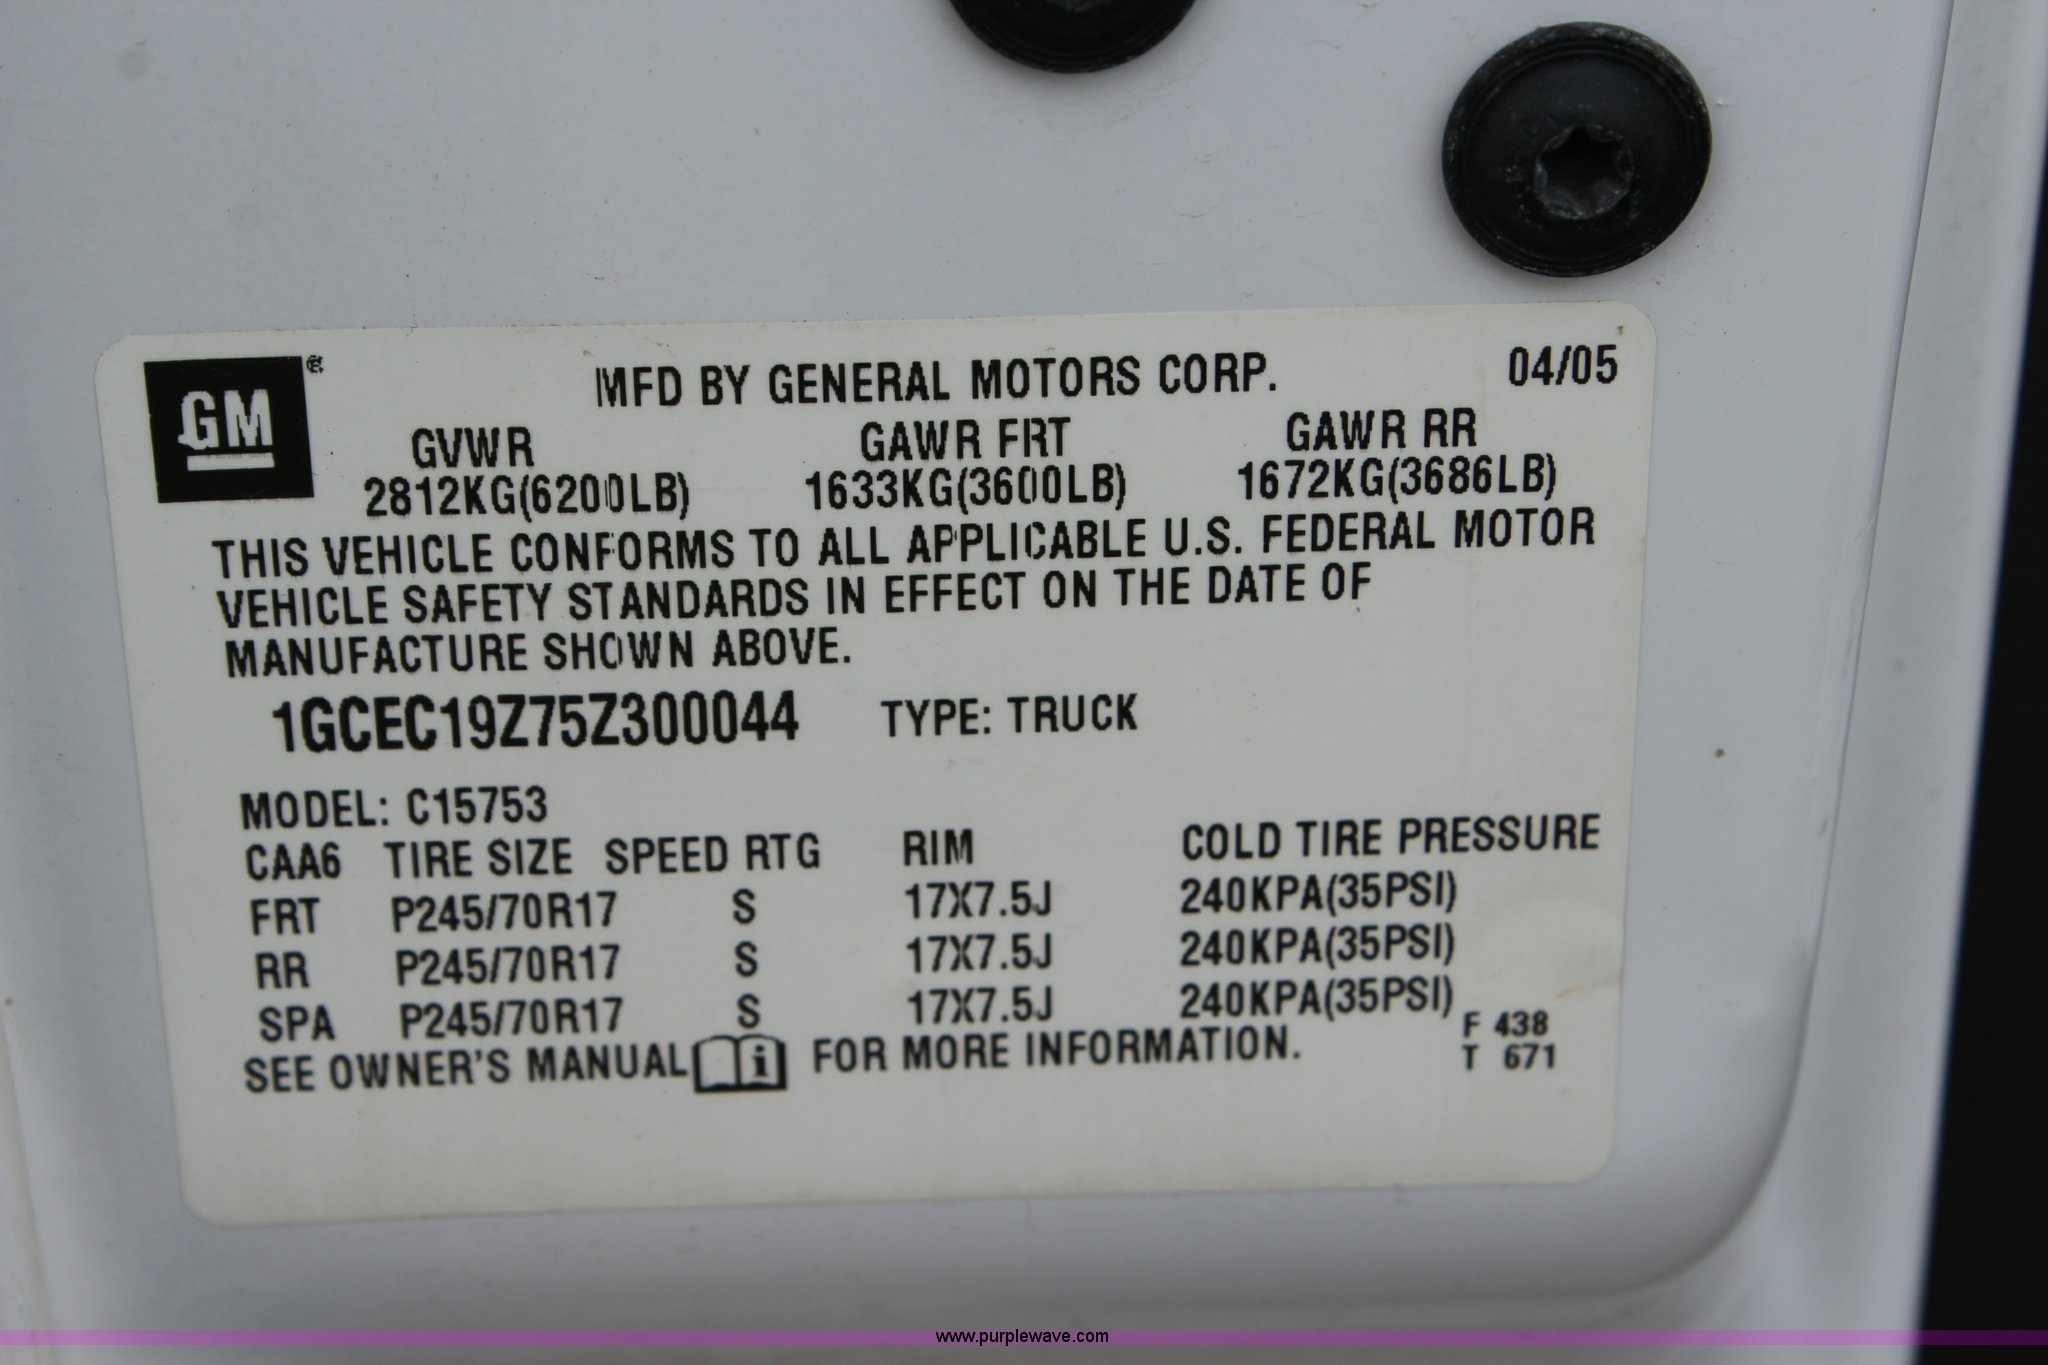 GM ® MFD BY GENERAL MOTORS CORP. 04/05
GVWR GAWR FRT GAWR RR
2812KG(6200LB) 1633KG(3600LB) 1672KG(3686LB)
THIS VEHICLE CONFORMS TO ALL APPLICABLE U.S. FEDERAL MOTOR
VEHICLE SAFETY STANDARDS IN EFFECT ON THE DATE OF
MANUFACTURE SHOWN ABOVE.
1GCEC19Z75Z300044 TYPE: TRUCK
MODEL: C15753
CAA6 TIRE SIZE SPEED RTG RIM COLD TIRE PRESSURE
FRT P245/70R17 S 17X7.5J 240KPA(35PSI)
RR P245/70R17 S 17X7.5J 240KPA(35PSI)
SPA P245/70R17 S 17X7.5J 240KPA(35PSI)
SEE OWNER'S MANUAL i FOR MORE INFORMATION.
F 438
T 671
www.purplewave.com